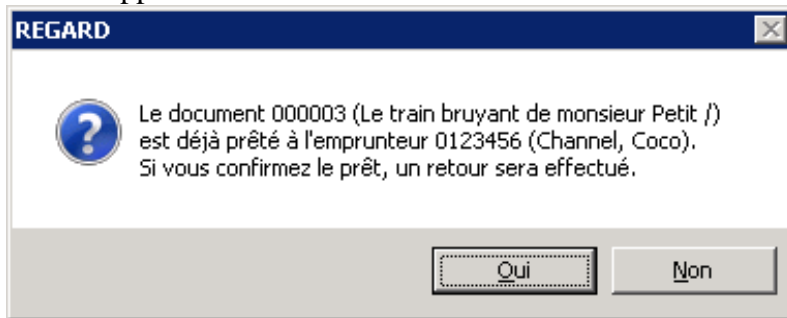 REGARD
Le document 000003 (Le train bruyant de monsieur Petit /)
est déjà prêté à l'emprunteur 0123456 (Channel, Coco).
Si vous confirmez le prêt, un retour sera effectué.
Oui
Non